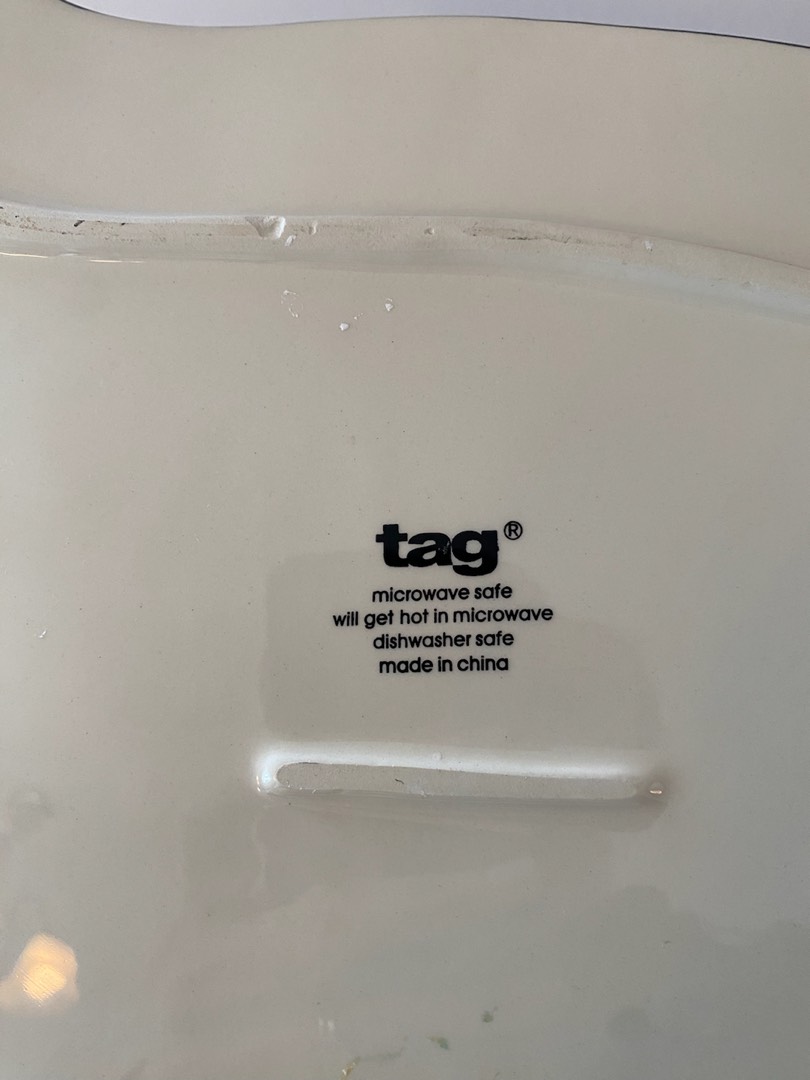 tag®
microwave safe
will get hot in microwave
dishwasher safe
made in china